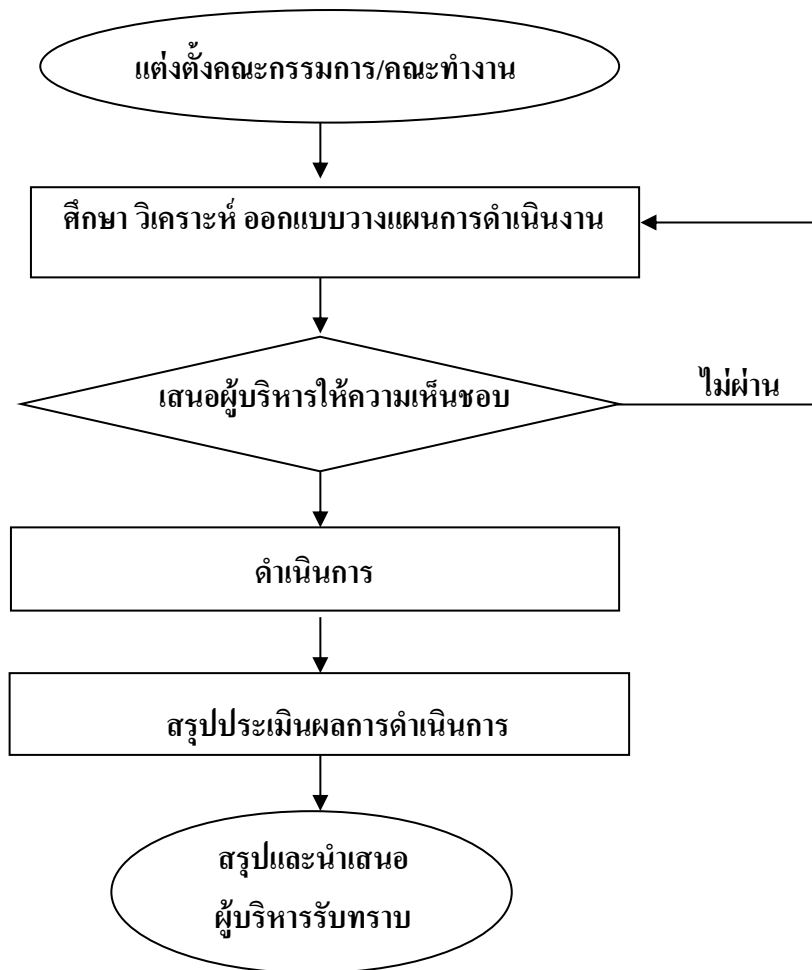 แต่งตั้งคณะกรรมการ/คณะทำงาน
ศึกษา วิเคราะห์ ออกแบบวางแผนการดำเนินงาน
เสนอผู้บริหารให้ความเห็นชอบ
ไม่ผ่าน
ดำเนินการ
สรุปประเมินผลการดำเนินการ
สรุปและนำเสนอ
ผู้บริหารรับทราบ